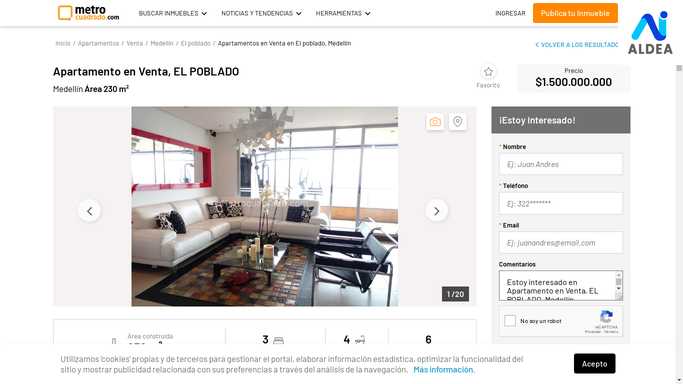 metro
cuadrado.com
BUSCAR INMUEBLES
NOTICIAS Y TENDENCIAS
HERRAMIENTAS
INGRESAR
Publica tu Inmueble
AI
ALDEA
Inicio / Apartamentos / Venta / Medellín / El poblado / Apartamentos en Venta en El poblado, Medellín
< VOLVER A LOS RESULTADO
Apartamento en Venta, EL POBLADO
Medellín Área 230 m²
Favorito
Precio
$1.500.000.000
1 / 20
¡Estoy Interesado!
* Nombre
Ej: Juan Andres
* Teléfono
Ej: 322*******
* Email
Ej: juanandres@email.com
Comentarios
Estoy interesado en
Apartamento en Venta, EL
POBLADO, Medellín
No soy un robot
reCAPTCHA
Privacidad - Términos
Área construida
3
4
6
Utilizamos 'cookies' propias y de terceros para gestionar el portal, elaborar información estadística, optimizar la funcionalidad del
sitio y mostrar publicidad relacionada con sus preferencias a través del análisis de la navegación. Más información.
Acepto